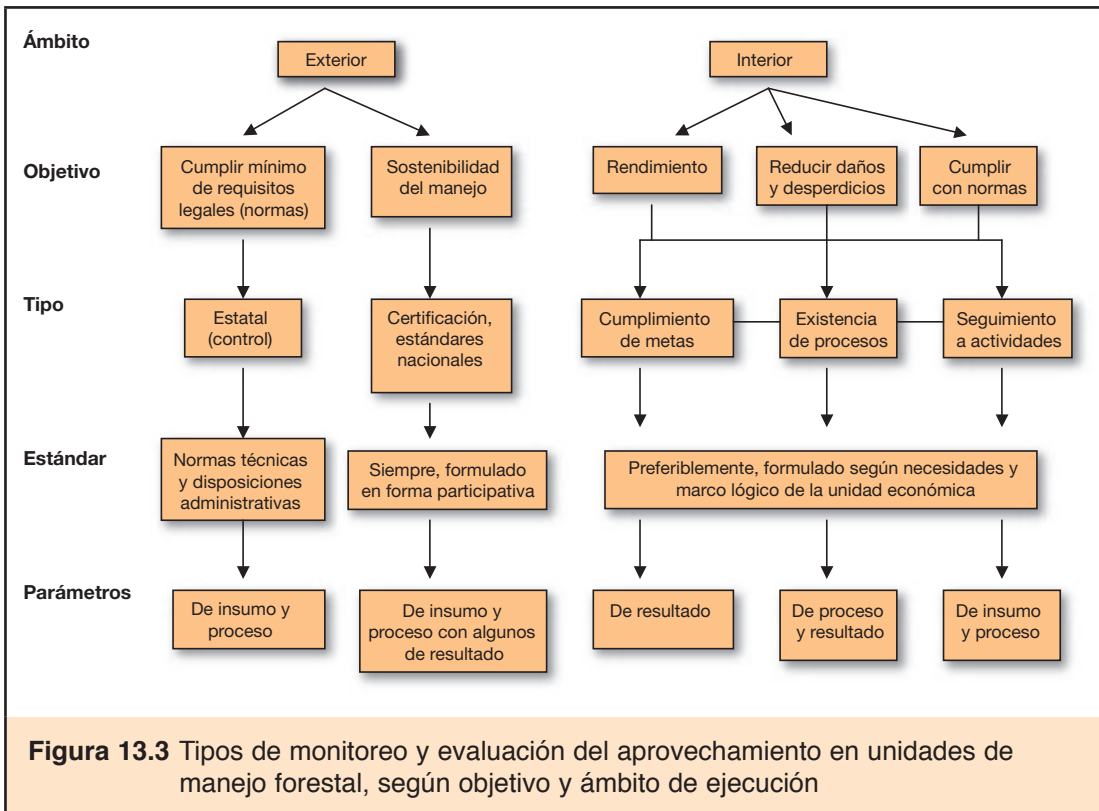 Ámbito
Exterior
Interior
Objetivo
Cumplir mínimo
de requisitos
legales (normas)
Sostenibilidad
del manejo
Rendimiento
Reducir daños
y desperdicios
Cumplir
con normas
Tipo
Estatal
(control)
Certificación,
estándares
nacionales
Cumplimiento
de metas
Existencia
de procesos
Seguimiento
a actividades
Estándar
Normas técnicas
y disposiciones
administrativas
Siempre, formulado
en forma participativa
Preferiblemente, formulado según necesidades y
marco lógico de la unidad económica
Parámetros
De insumo y
proceso
De insumo y
proceso con algunos
de resultado
De resultado
De proceso
y resultado
De insumo
y proceso
Figura 13.3 Tipos de monitoreo y evaluación del aprovechamiento en unidades de
manejo forestal, según objetivo y ámbito de ejecución